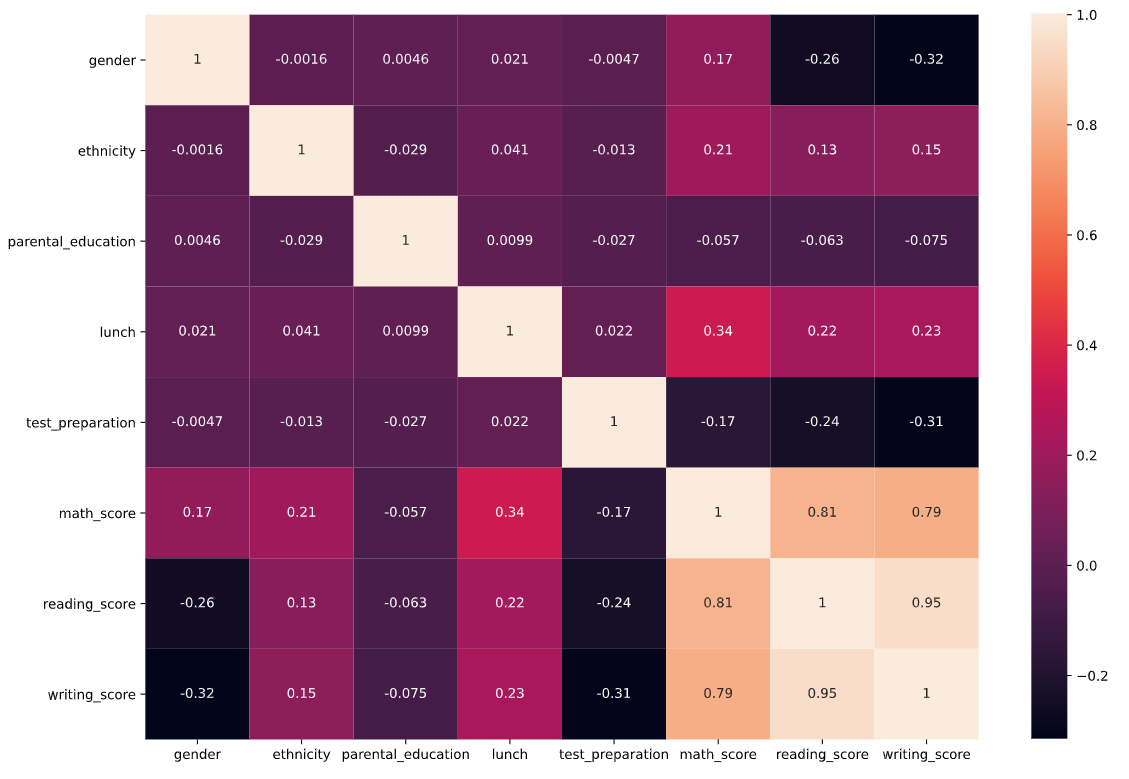 gender 1 -0.0016 0.0046 0.021 -0.0047 0.17 -0.26 -0.32
ethnicity -0.0016 1 -0.029 0.041 -0.013 0.21 0.13 0.15
parental_education 0.0046 -0.029 1 0.0099 -0.027 -0.057 -0.063 -0.075
lunch 0.021 0.041 0.0099 1 0.022 0.34 0.22 0.23
test_preparation -0.0047 -0.013 -0.027 0.022 1 -0.17 -0.24 -0.31
math_score 0.17 0.21 -0.057 0.34 -0.17 1 0.81 0.79
reading_score -0.26 0.13 -0.063 0.22 -0.24 0.81 1 0.95
writing_score -0.32 0.15 -0.075 0.23 -0.31 0.79 0.95 1
gender ethnicity parental_education lunch test_preparation math_score reading_score writing_score
1.0
0.8
0.6
0.4
0.2
0.0
−0.2